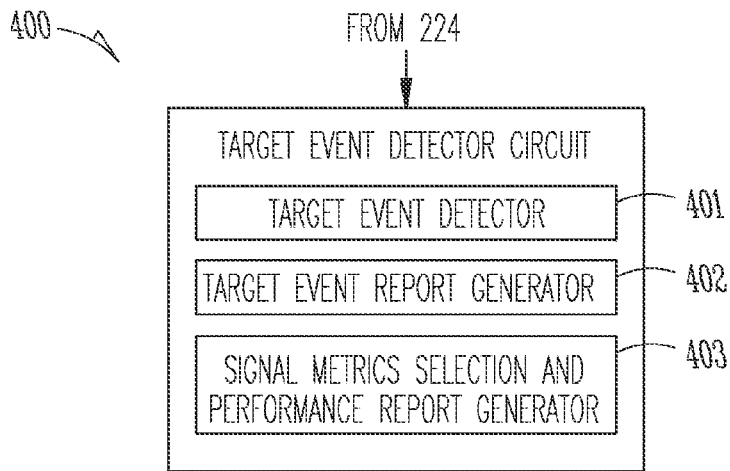 400
FROM 224
TARGET EVENT DETECTOR CIRCUIT
TARGET EVENT DETECTOR
401
TARGET EVENT REPORT GENERATOR
402
SIGNAL METRICS SELECTION AND
PERFORMANCE REPORT GENERATOR
403